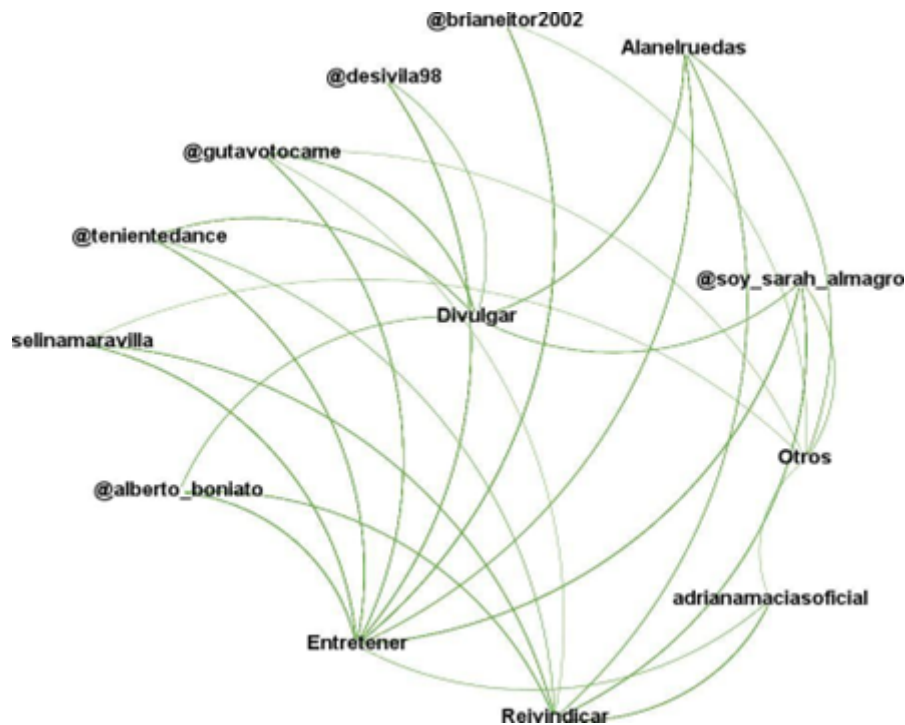 @brianeitor2002
Alanelruedas
@desivila98
@gutavotocame
@tenientedance
@soy_sarah_almagro
Divulgar
selinamaravilla
Otros
@alberto_boniato
adrianamaciasoficial
Entretener
Reivindicar